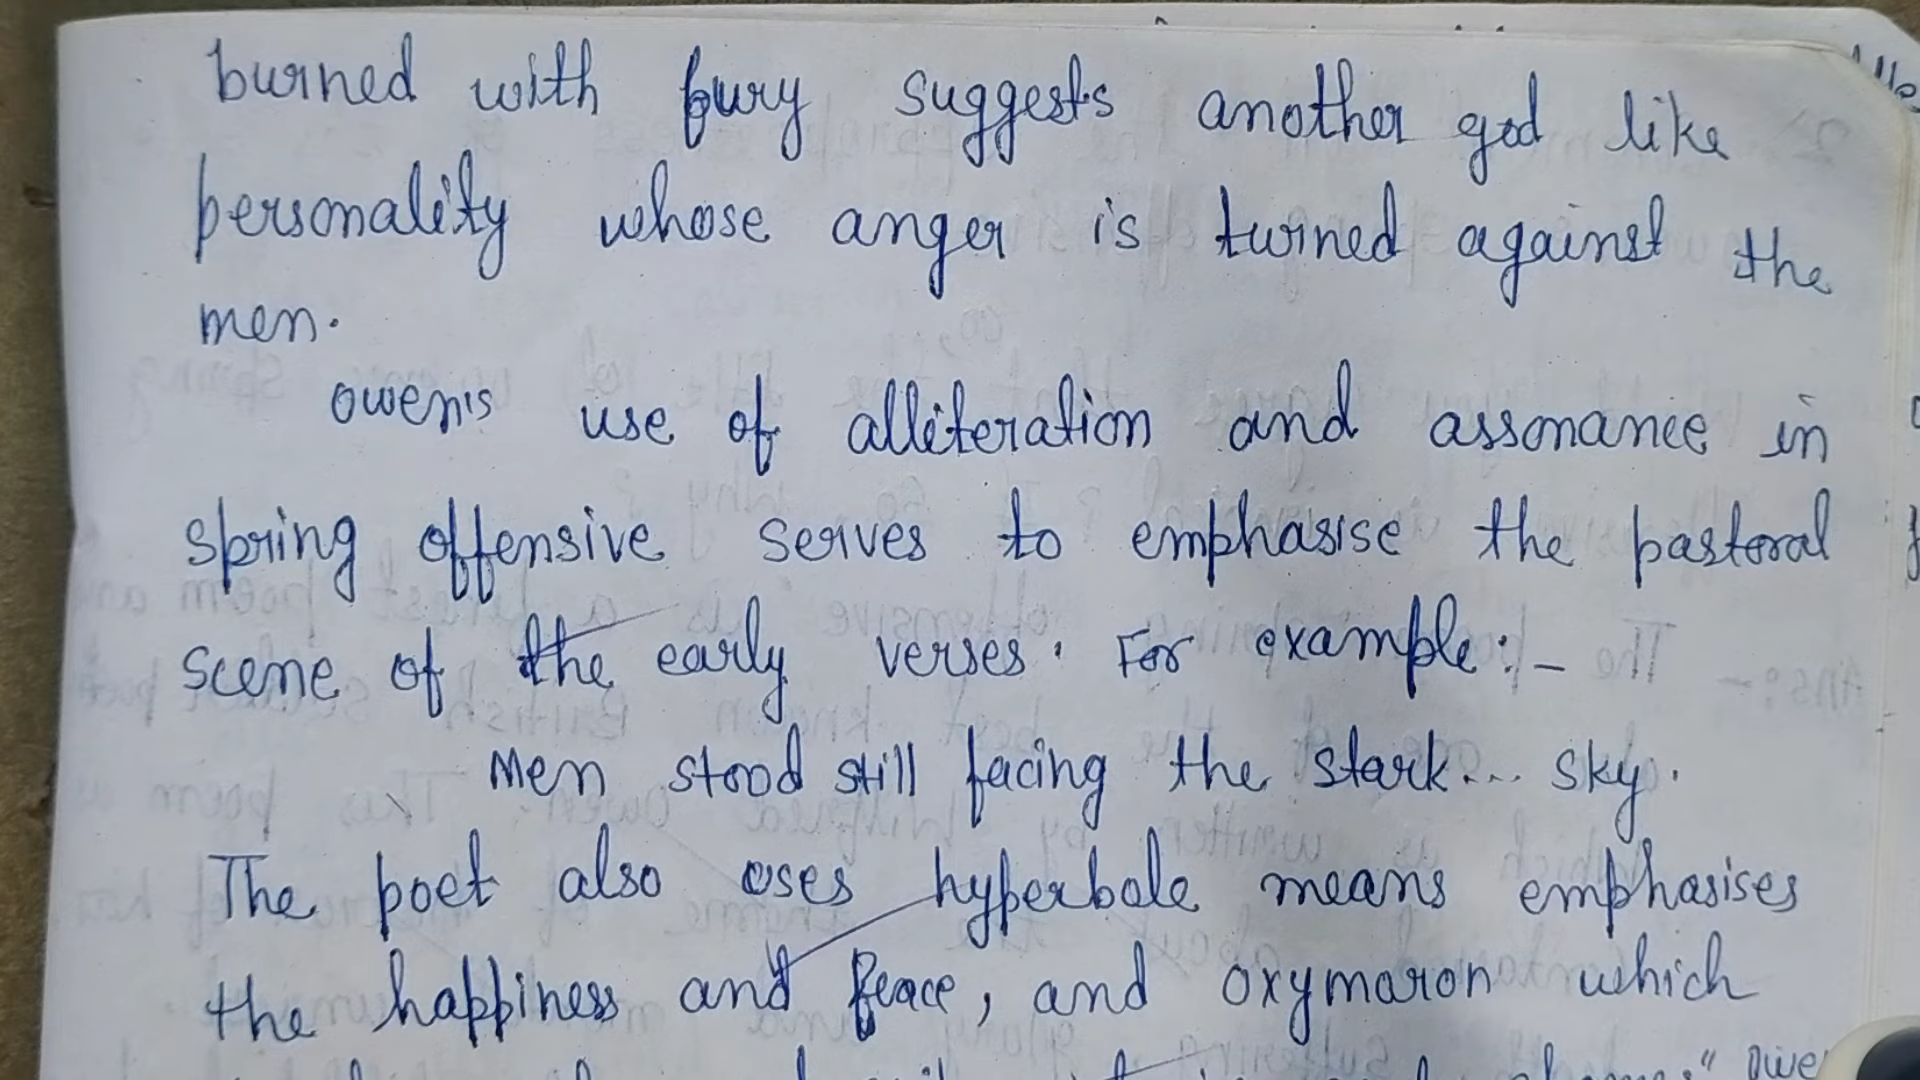 burned with fury suggests another god like
personality whose anger is turned against the
men.
owen's use of alliteration and assonance in
spring offensive serves to emphasise the pastoral
scene of the early verses. For example:-
Men stood still facing the stark... sky.
The poet also uses hyperbole means emphasises
the happiness and Peace, and oxymoron which